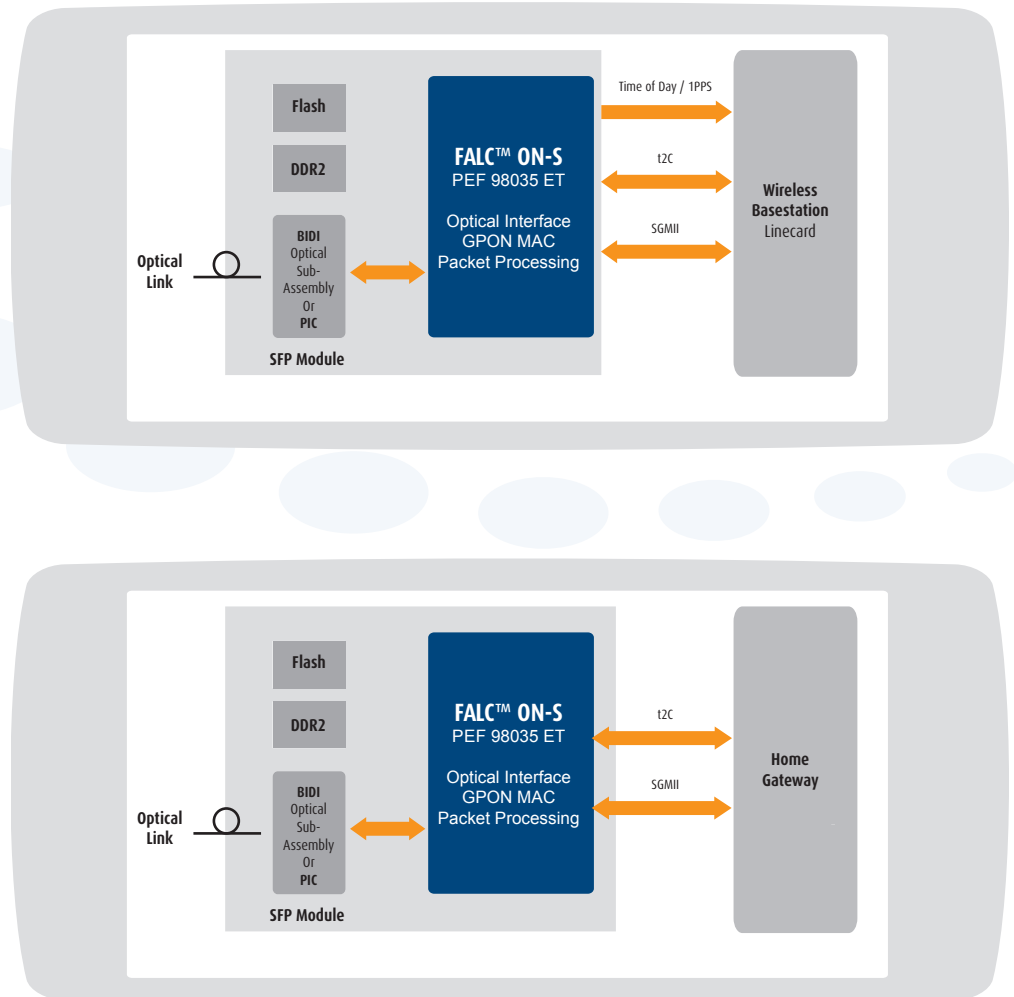 Time of Day / 1PPS
Flash
FALC™ ON-S
PEF 98035 ET
DDR2
t2C
Wireless
Basestation
Linecard
Optical Interface
GPON MAC
Packet Processing
SGMII
BIDI
Optical
Sub-
Assembly
Or
PIC
Optical
Link
SFP Module
Flash
FALC™ ON-S
PEF 98035 ET
DDR2
t2C
Home
Gateway
Optical Interface
GPON MAC
Packet Processing
SGMII
BIDI
Optical
Sub-
Assembly
Or
PIC
Optical
Link
SFP Module